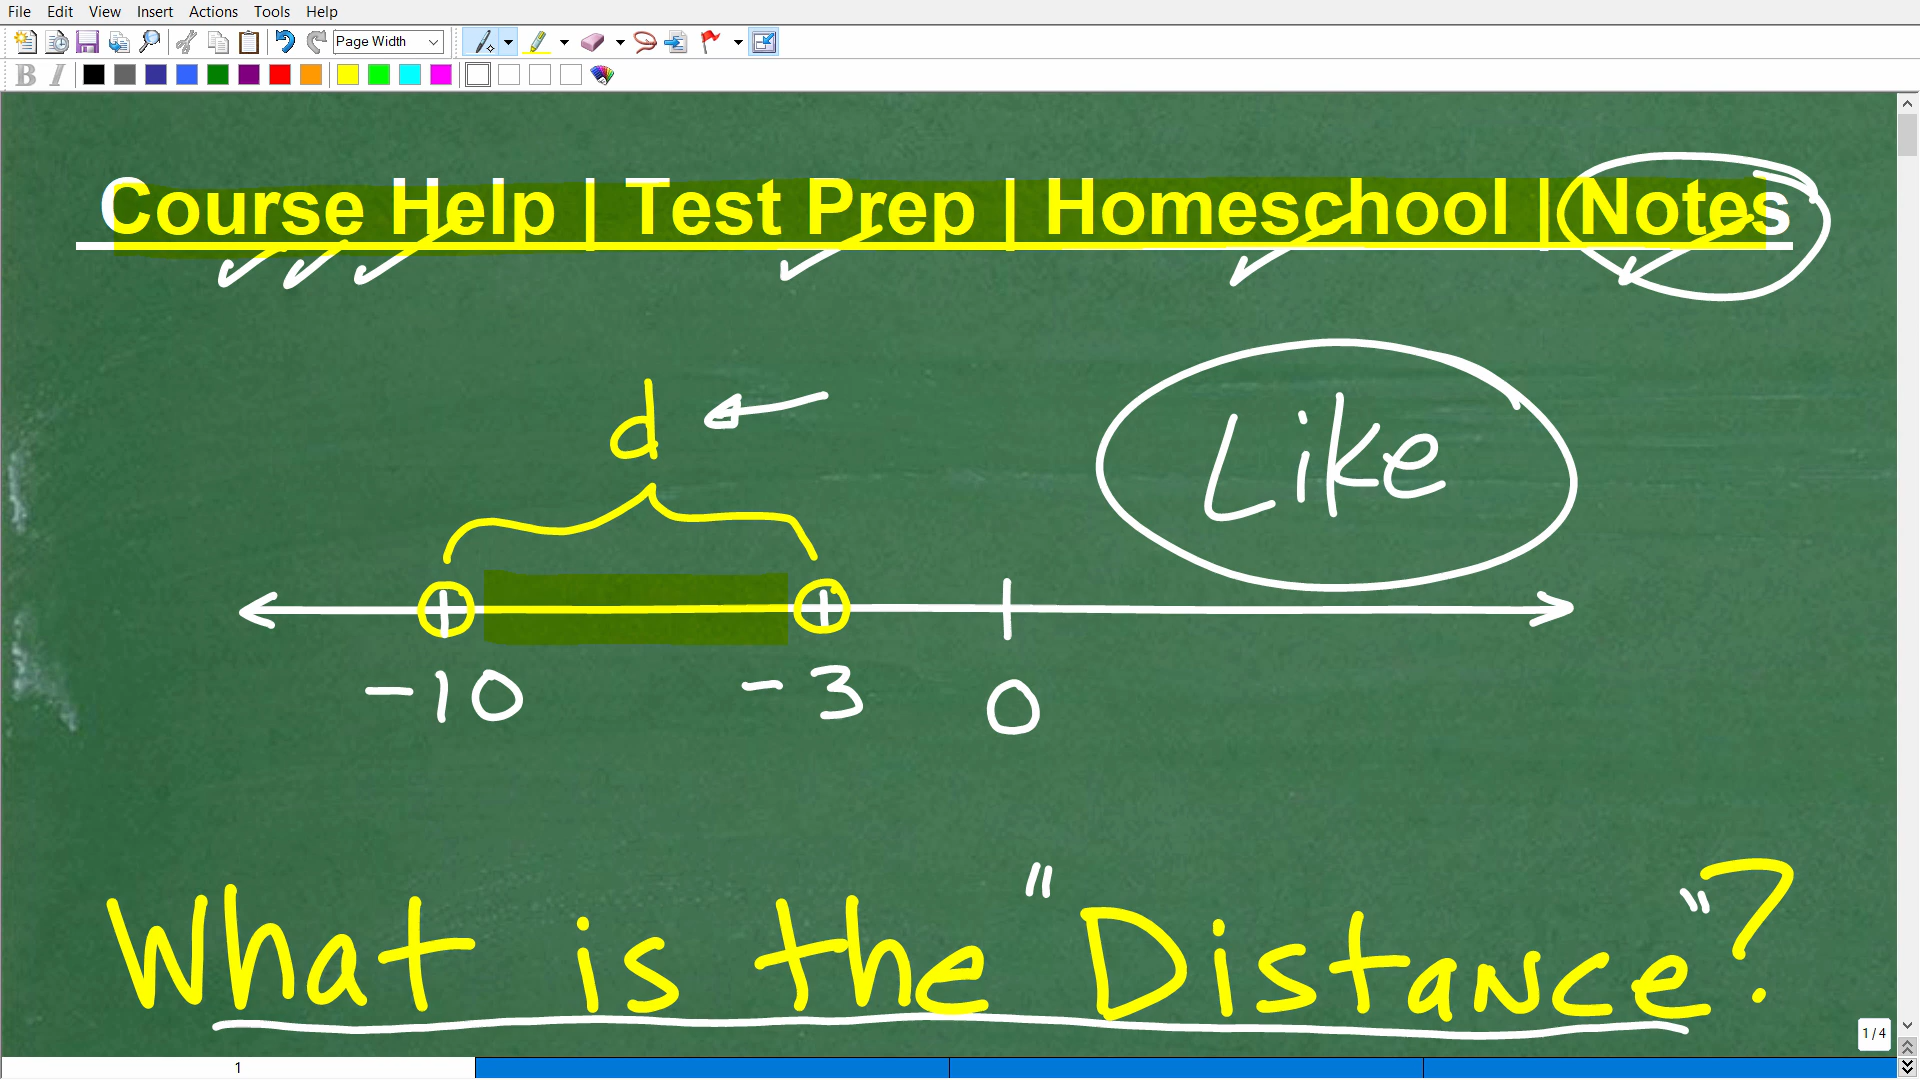 File Edit View Insert Actions Tools Help
Page Width
B I
Course Help | Test Prep | Homeschool | Notes
d
Like
-10 -3 0
What is the "Distance"?
1 / 4
1